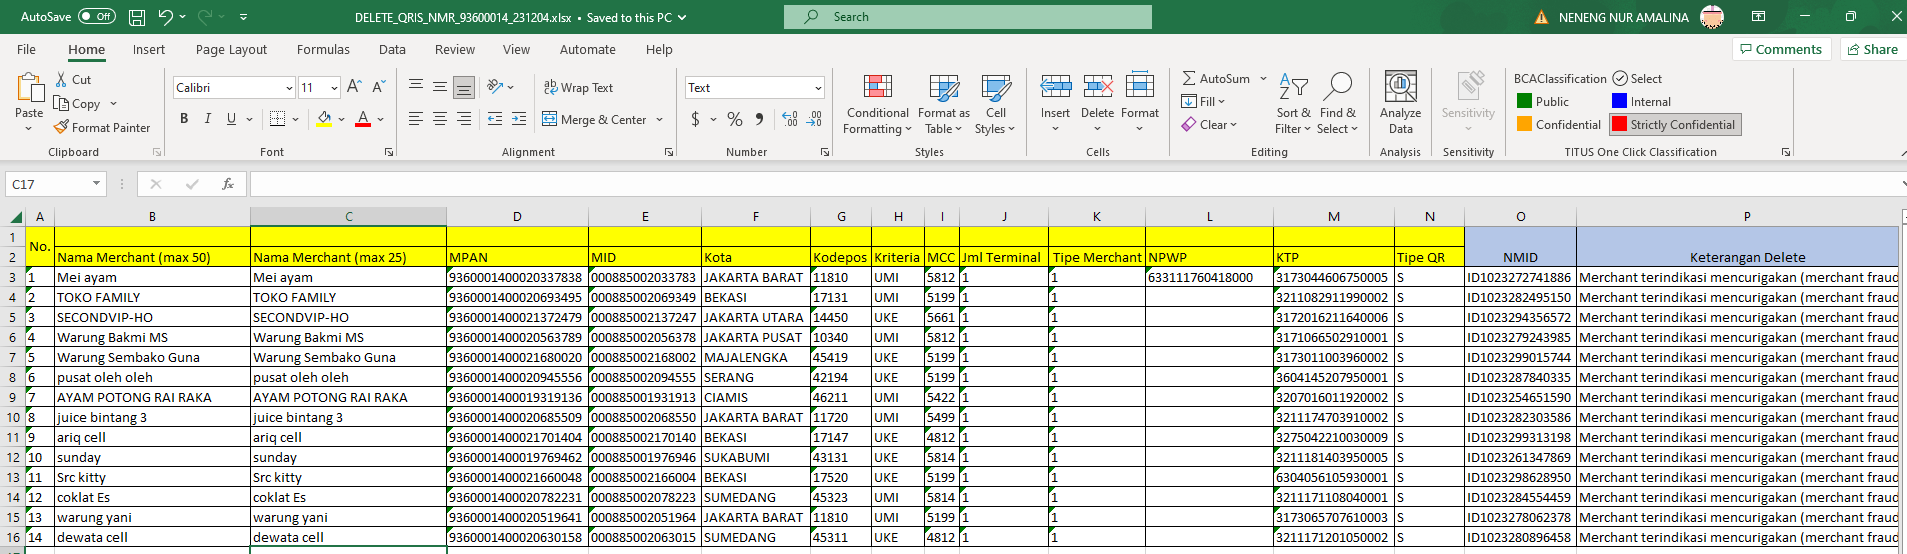 AutoSave Off DELETE_QRIS_NMR_93600014_231204.xlsx • Saved to this PC Search NENENG NUR AMALINA
File Home Insert Page Layout Formulas Data Review View Automate Help Comments Share
Paste Cut Copy Format Painter Clipboard
Calibri 11 B I U A Font
Wrap Text Merge & Center Alignment
Text $ % Number
Conditional Formatting Format as Table Cell Styles Styles
Insert Delete Format Cells
AutoSum Fill Clear Sort & Filter Find & Select Editing
Analyze Data Analysis
Sensitivity Sensitivity
BCAClassification Select Public Internal Confidential Strictly Confidential TITUS One Click Classification
C17 fx
A B C D E F G H I J K L M N O P
1 No.
2 Nama Merchant (max 50) Nama Merchant (max 25) MPAN MID Kota Kodepos Kriteria MCC Jml Terminal Tipe Merchant NPWP KTP Tipe QR NMID Keterangan Delete
3 1 Mei ayam Mei ayam 9360001400020337838 000885002033783 JAKARTA BARAT 11810 UMI 5812 1 1 633111760418000 3173044606750005 S ID1023272741886 Merchant terindikasi mencurigakan (merchant fraud
4 2 TOKO FAMILY TOKO FAMILY 9360001400020693495 000885002069349 BEKASI 17131 UMI 5199 1 1 3211082911990002 S ID1023282495150 Merchant terindikasi mencurigakan (merchant fraud
5 3 SECONDVIP-HO SECONDVIP-HO 9360001400021372479 000885002137247 JAKARTA UTARA 14450 UKE 5661 1 1 3172016211640006 S ID1023294356572 Merchant terindikasi mencurigakan (merchant fraud
6 4 Warung Bakmi MS Warung Bakmi MS 9360001400020563789 000885002056378 JAKARTA PUSAT 10340 UMI 5812 1 1 3171066502910001 S ID1023279243985 Merchant terindikasi mencurigakan (merchant fraud
7 5 Warung Sembako Guna Warung Sembako Guna 9360001400021680020 000885002168002 MAJALENGKA 45419 UKE 5199 1 1 3173011003960002 S ID1023299015744 Merchant terindikasi mencurigakan (merchant fraud
8 6 pusat oleh oleh pusat oleh oleh 9360001400020945556 000885002094555 SERANG 42194 UKE 5199 1 1 3604145207950001 S ID1023287840335 Merchant terindikasi mencurigakan (merchant fraud
9 7 AYAM POTONG RAI RAKA AYAM POTONG RAI RAKA 9360001400019319136 000885001931913 CIAMIS 46211 UMI 5422 1 1 3207016011920002 S ID1023254651590 Merchant terindikasi mencurigakan (merchant fraud
10 8 juice bintang 3 juice bintang 3 9360001400020685509 000885002068550 JAKARTA BARAT 11720 UMI 5499 1 1 3211174703910002 S ID1023282303586 Merchant terindikasi mencurigakan (merchant fraud
11 9 ariq cell ariq cell 9360001400021701404 000885002170140 BEKASI 17147 UKE 4812 1 1 3275042210030009 S ID1023299313198 Merchant terindikasi mencurigakan (merchant fraud
12 10 sunday sunday 9360001400019769462 000885001976946 SUKABUMI 43131 UKE 5814 1 1 3211181403950005 S ID1023261347869 Merchant terindikasi mencurigakan (merchant fraud
13 11 Src kitty Src kitty 9360001400021660048 000885002166004 BEKASI 17520 UKE 5199 1 1 6304056105930001 S ID1023298628950 Merchant terindikasi mencurigakan (merchant fraud
14 12 coklat Es coklat Es 9360001400020782231 000885002078223 SUMEDANG 45323 UMI 5814 1 1 3211171108040001 S ID1023284554459 Merchant terindikasi mencurigakan (merchant fraud
15 13 warung yani warung yani 9360001400020519641 000885002051964 JAKARTA BARAT 11810 UMI 5199 1 1 3173065707610003 S ID1023278062378 Merchant terindikasi mencurigakan (merchant fraud
16 14 dewata cell dewata cell 9360001400020630158 000885002063015 SUMEDANG 45311 UKE 4812 1 1 3211171201050002 S ID1023280896458 Merchant terindikasi mencurigakan (merchant fraud